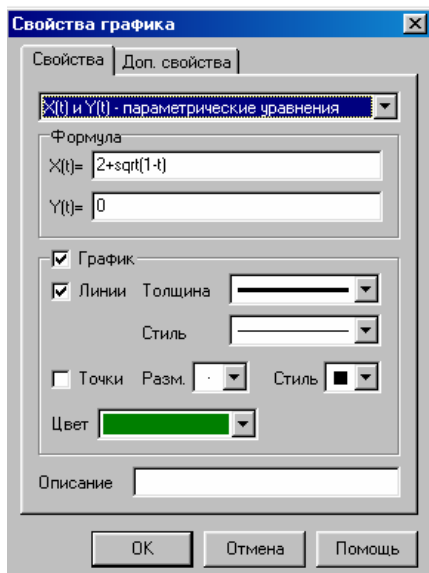 Свойства графика
Свойства Доп. свойства
X(t) и Y(t) - параметрические уравнения
Формула
X(t)= 2+sqrt(1-t)
Y(t)= 0
График
Линии Толщина
Стиль
Точки Разм. Стиль
Цвет
Описание
OK Отмена Помощь